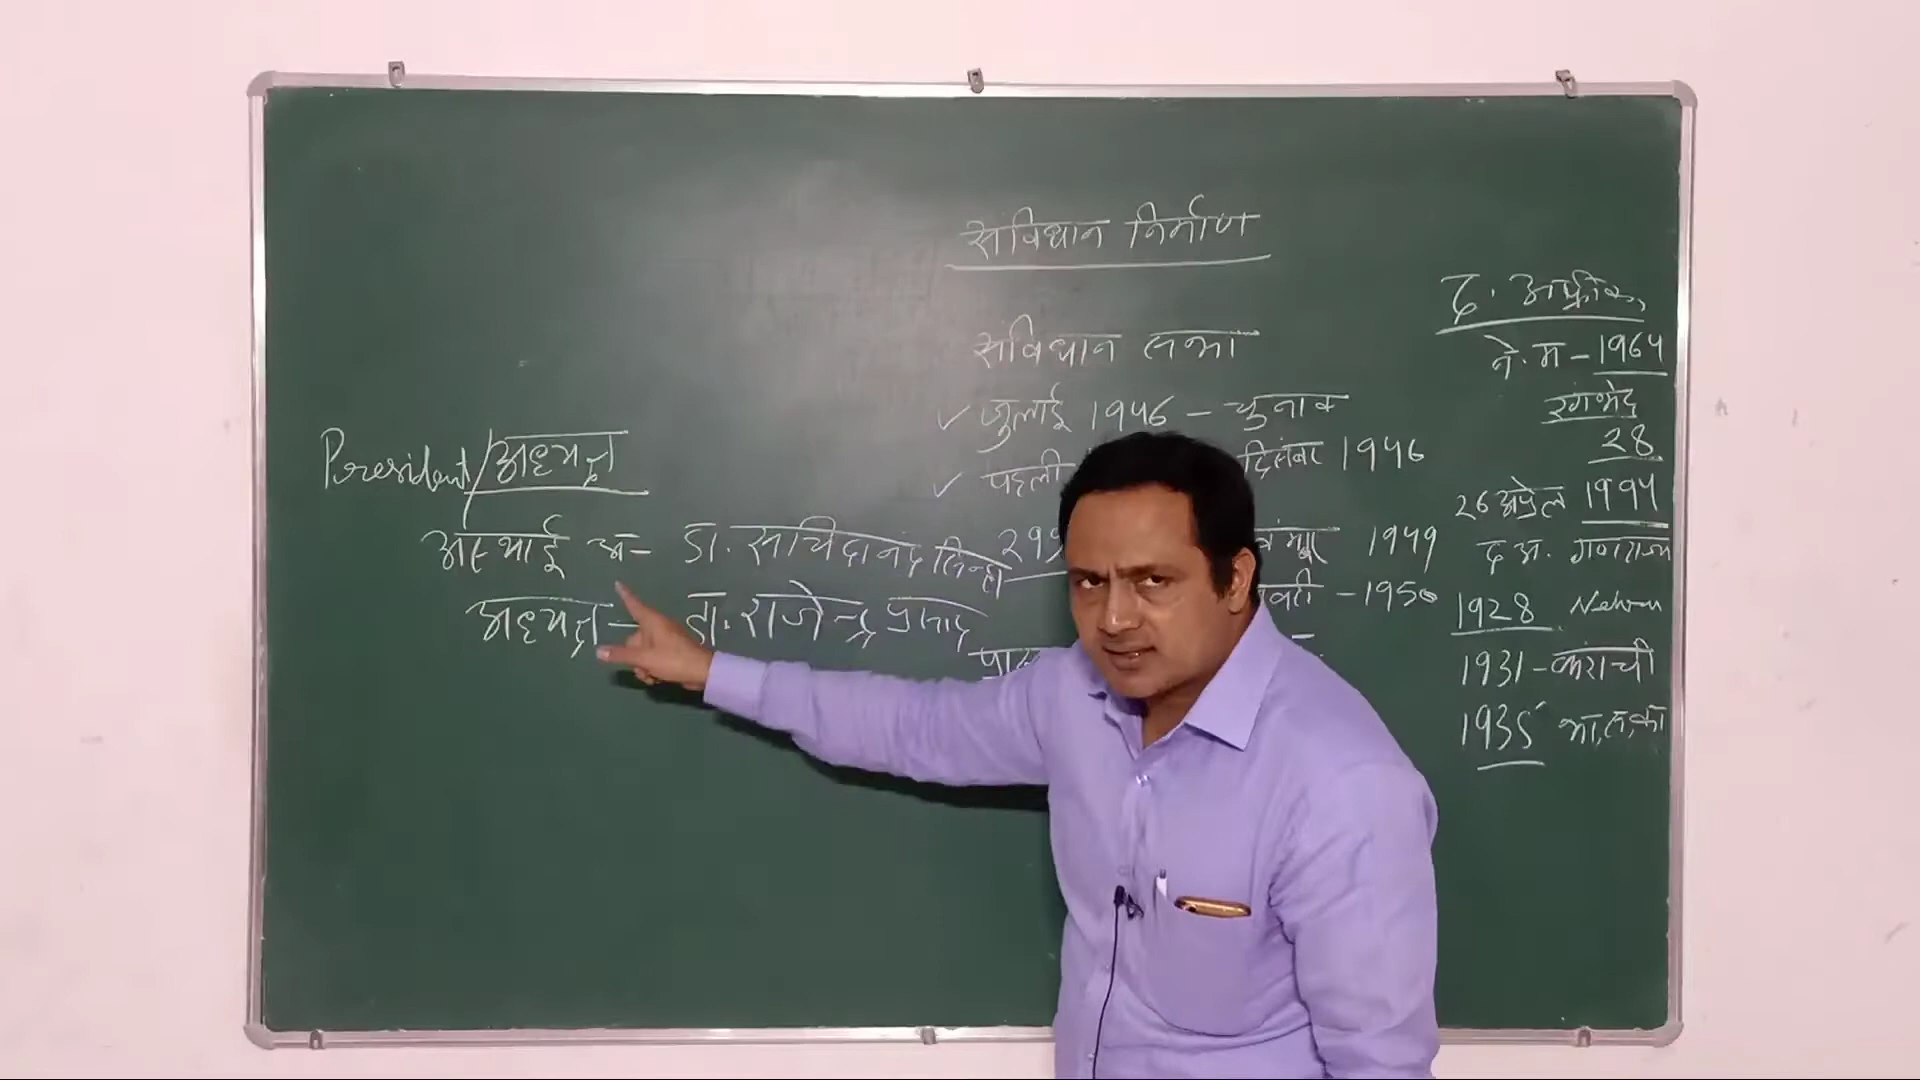 संविधान निर्माण
संविधान सभा
✓ जुलाई 1946 - चुनाव
✓ पहली दिसंबर 1946
299 1949
-1950
President/अध्यक्ष
अस्थाई अ- डा. सचिदानंद सिन्हा
अध्यक्ष - डा. राजेन्द्र प्रसाद
द. अफ्रीका
ने. म - 1964
रंगभेद
28
26 अप्रैल 1994
द अ. गणराज्य
1928 Nehru
1931 - कराची
1935 भा, स, का